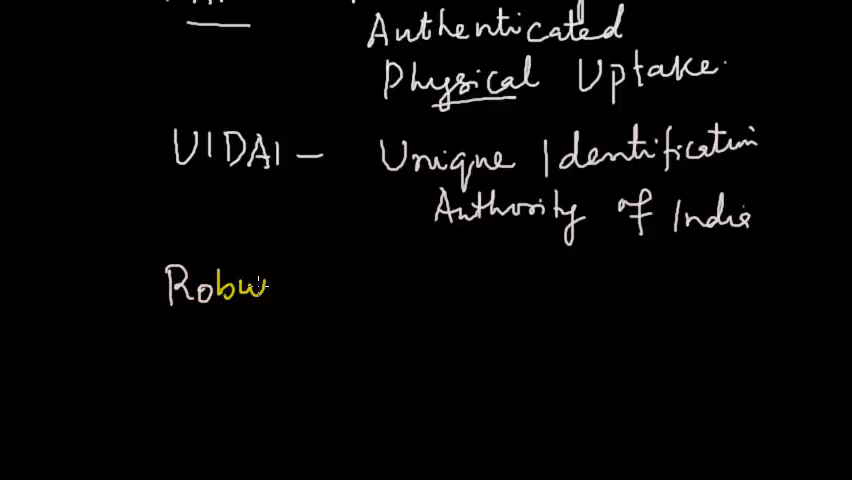 Authenticated
Physical Uptake.
UIDAI – Unique Identification
Authority of India
Robu